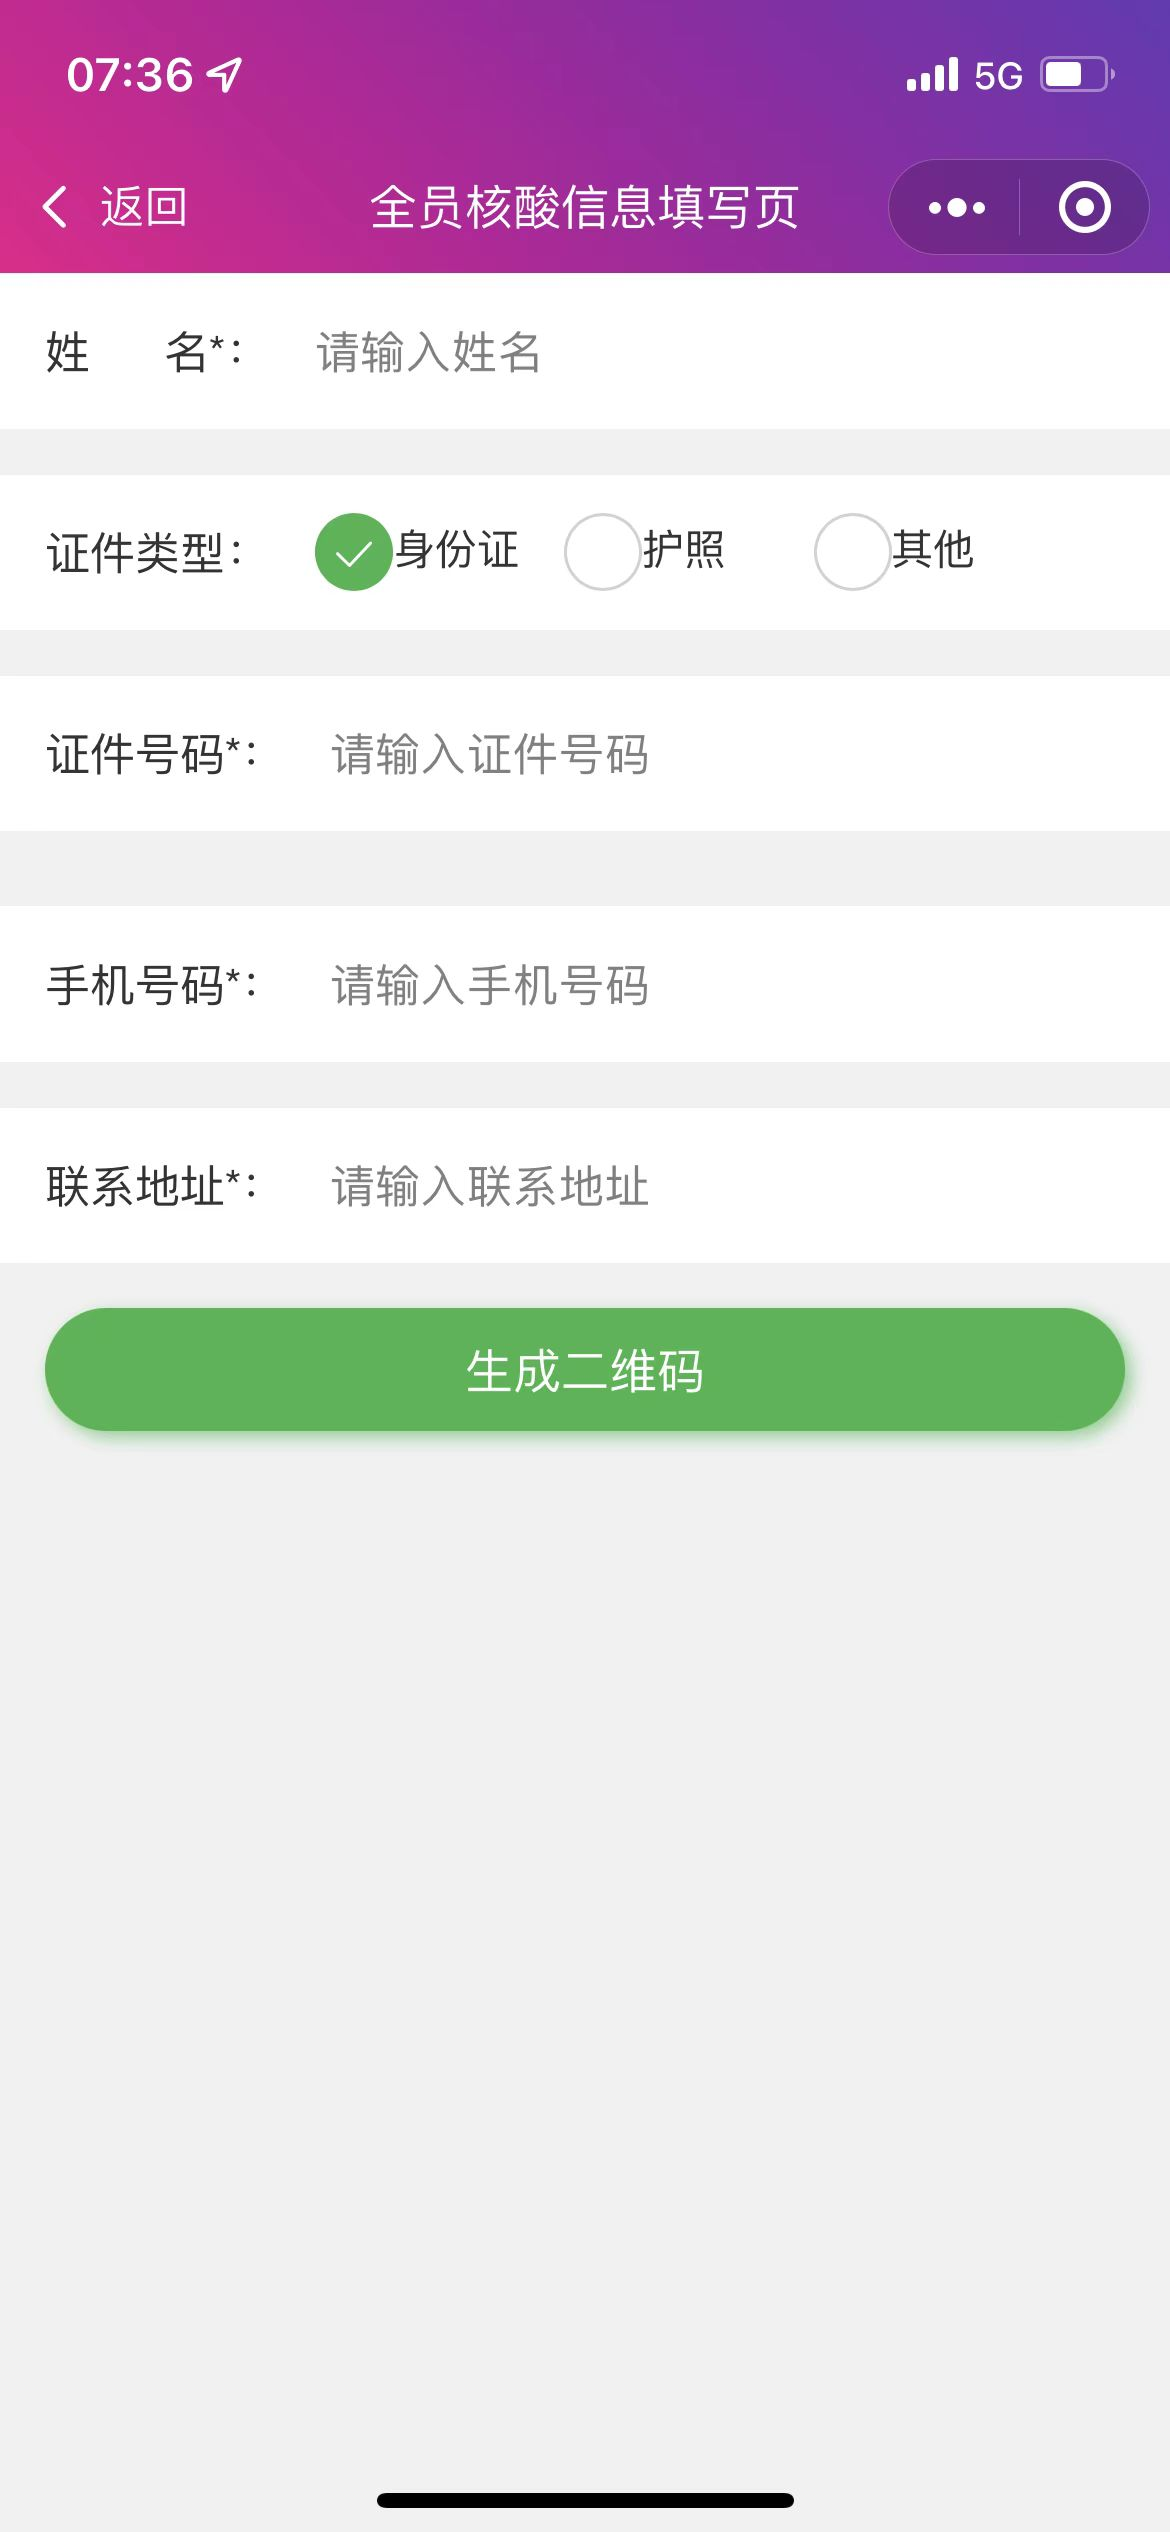 07:36 5G
返回 全员核酸信息填写页
姓 名*： 请输入姓名
证件类型： 身份证 护照 其他
证件号码*： 请输入证件号码
手机号码*： 请输入手机号码
联系地址*： 请输入联系地址
生成二维码